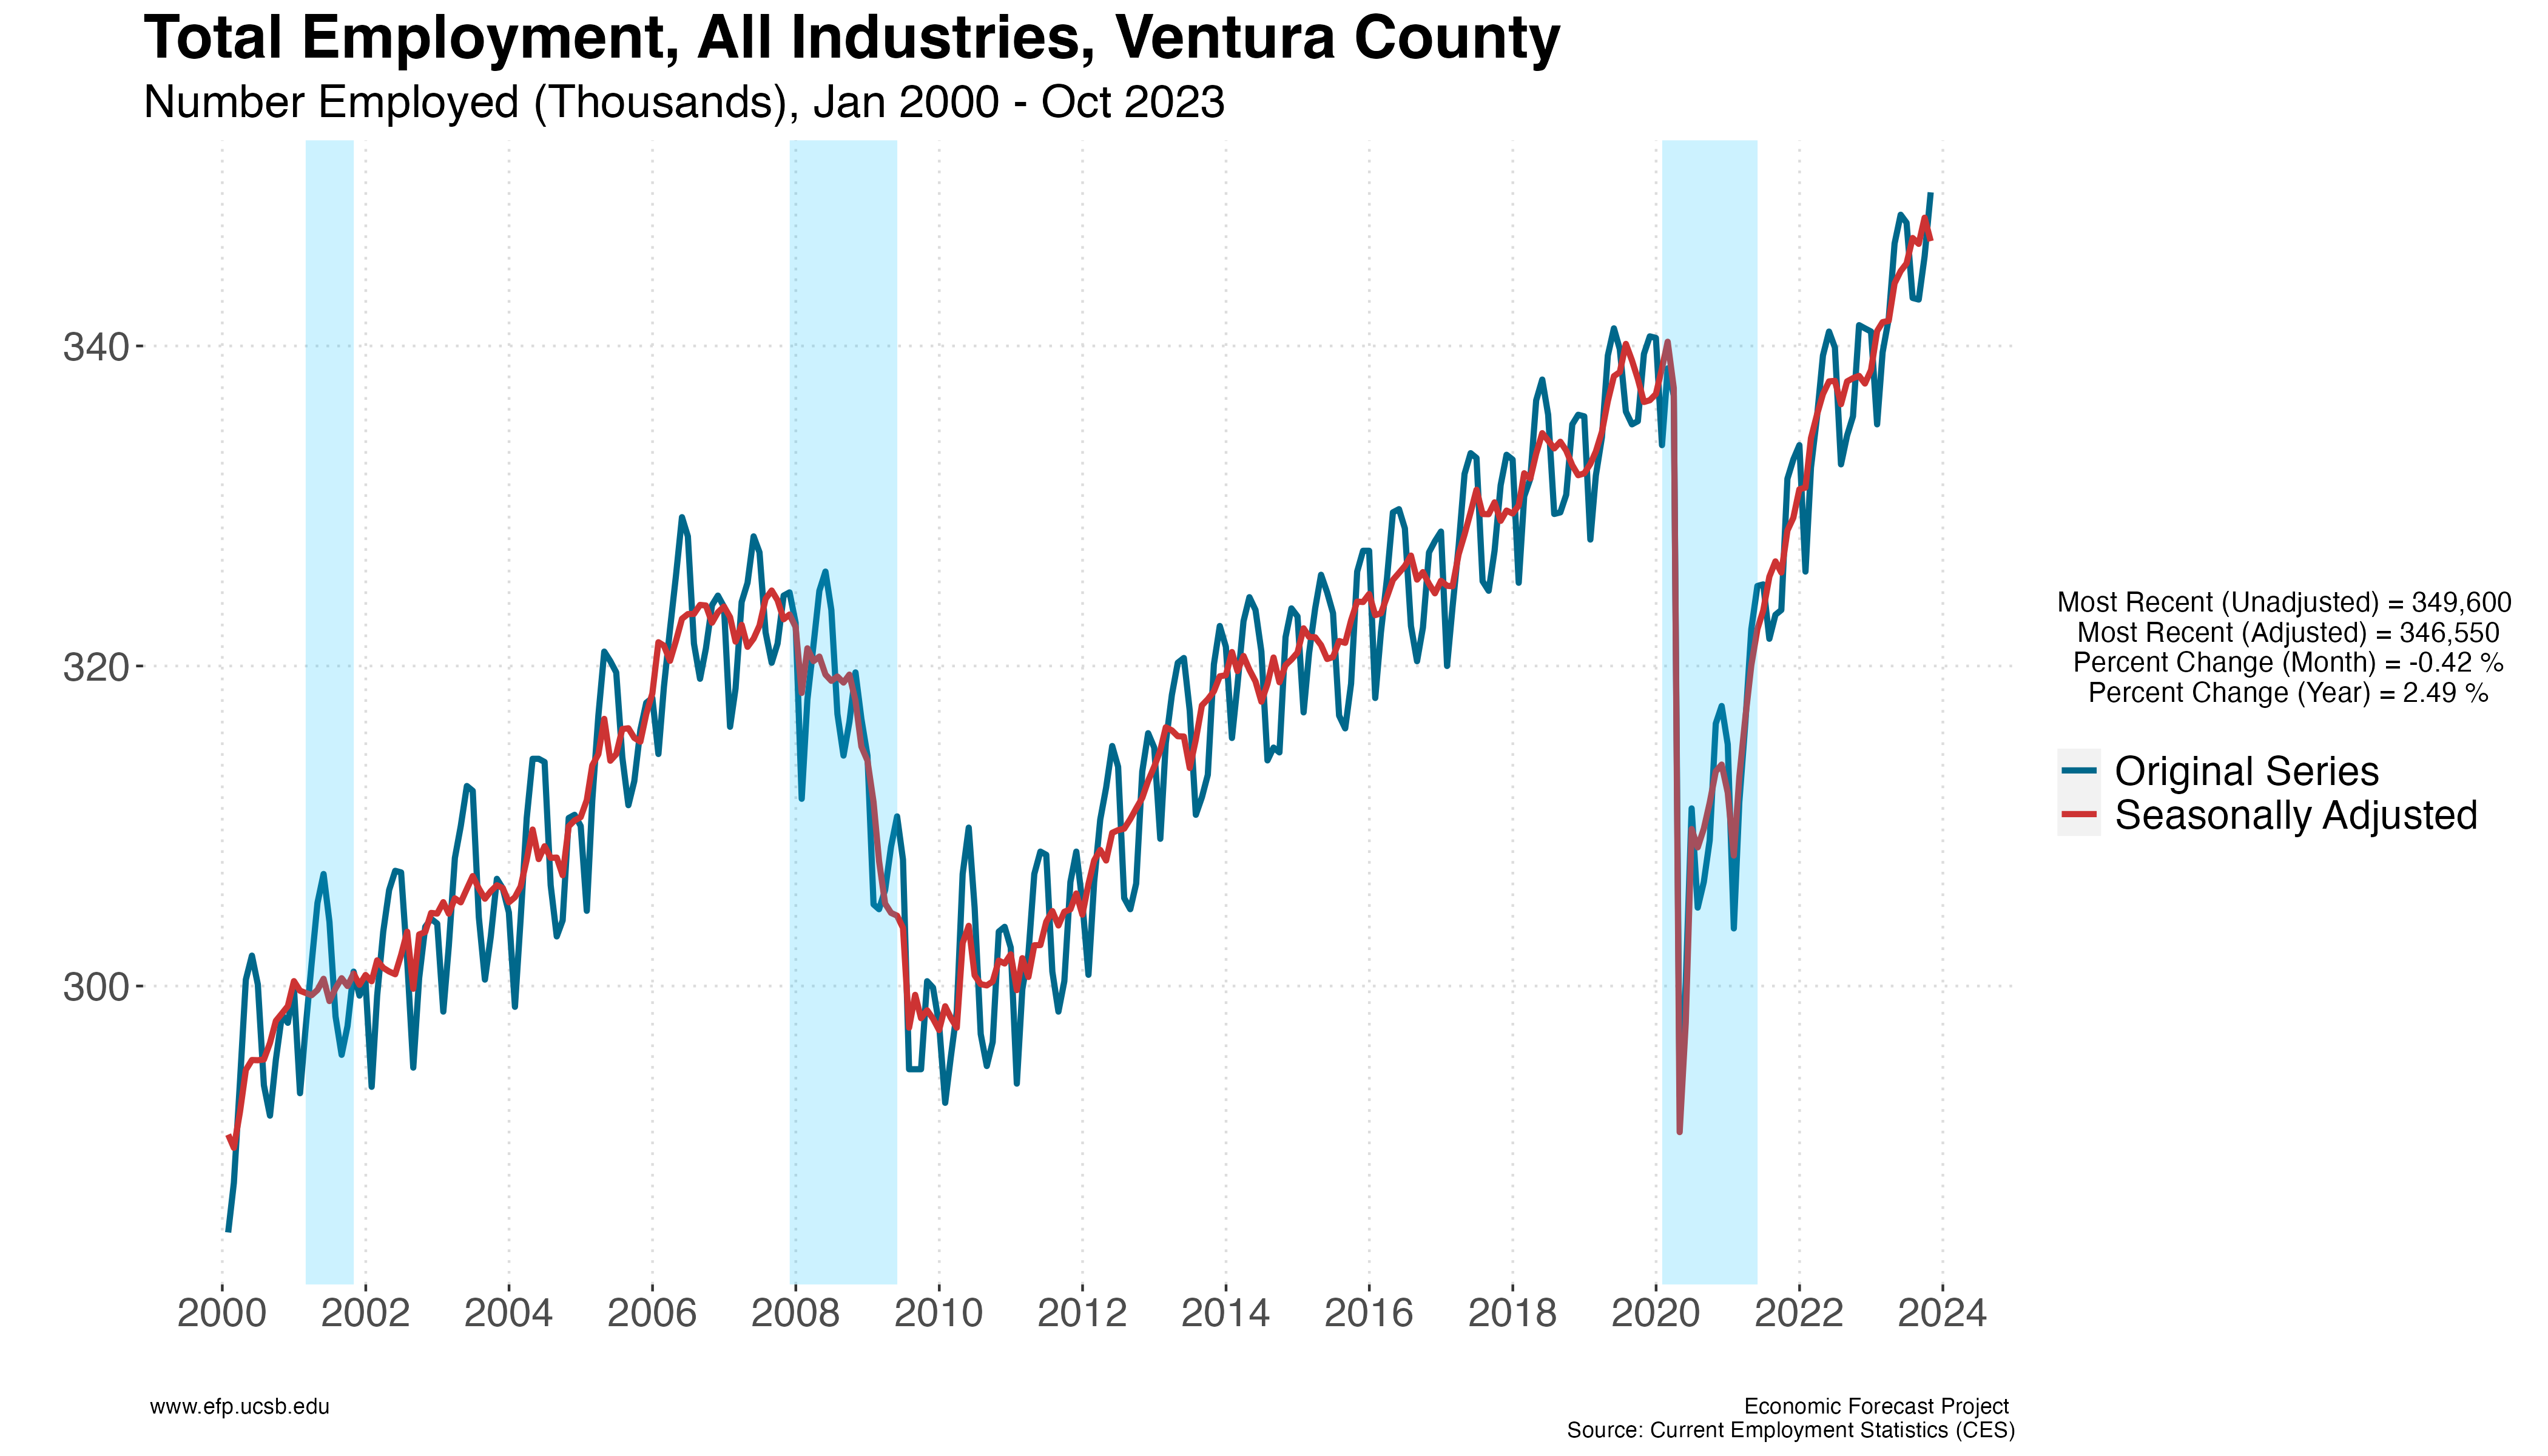 Total Employment, All Industries, Ventura County
Number Employed (Thousands), Jan 2000 - Oct 2023
340
320
300
2000 2002 2004 2006 2008 2010 2012 2014 2016 2018 2020 2022 2024
Most Recent (Unadjusted) = 349,600
Most Recent (Adjusted) = 346,550
Percent Change (Month) = -0.42 %
Percent Change (Year) = 2.49 %
Original Series
Seasonally Adjusted
www.efp.ucsb.edu
Economic Forecast Project
Source: Current Employment Statistics (CES)